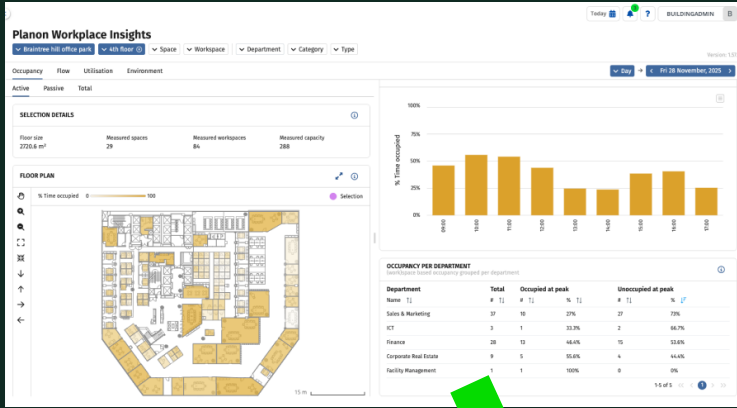 Today
?
BUILDINGADMIN
B
Planon Workplace Insights
Braintree hill office park
4th floor
Space
Workspace
Department
Category
Type
Occupancy
Flow
Utilisation
Environment
Day
Fri 28 November, 2025
Active
Passive
Total
SELECTION DETAILS
Floor size
Measured spaces
Measured workspaces
Measured capacity
2720.6 m²
29
84
288
FLOOR PLAN
% Time occupied 0 100
Selection
15 m
100%
75%
50%
25%
0%
% Time occupied
09:00
10:00
11:00
12:00
13:00
14:00
15:00
16:00
17:00
OCCUPANCY PER DEPARTMENT
(work)space based occupancy grouped per department
Department Total Occupied at peak Unoccupied at peak
Name # # % # %
Sales & Marketing 37 10 27% 27 73%
ICT 3 1 33.3% 2 66.7%
Finance 28 13 46.4% 15 53.6%
Corporate Real Estate 9 5 55.6% 4 44.4%
Facility Management 1 1 100% 0 0%
1-5 of 5
1